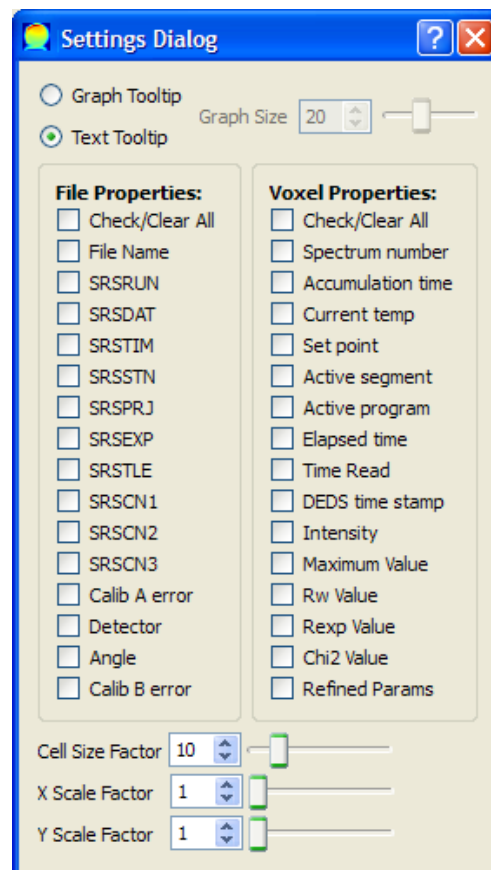 Settings Dialog
Graph Tooltip
Graph Size 20
Text Tooltip
File Properties:
Check/Clear All
File Name
SRSRUN
SRSDAT
SRSTIM
SRSSTN
SRSPRJ
SRSEXP
SRSTLE
SRSCN1
SRSCN2
SRSCN3
Calib A error
Detector
Angle
Calib B error
Voxel Properties:
Check/Clear All
Spectrum number
Accumulation time
Current temp
Set point
Active segment
Active program
Elapsed time
Time Read
DEDS time stamp
Intensity
Maximum Value
Rw Value
Rexp Value
Chi2 Value
Refined Params
Cell Size Factor 10
X Scale Factor 1
Y Scale Factor 1